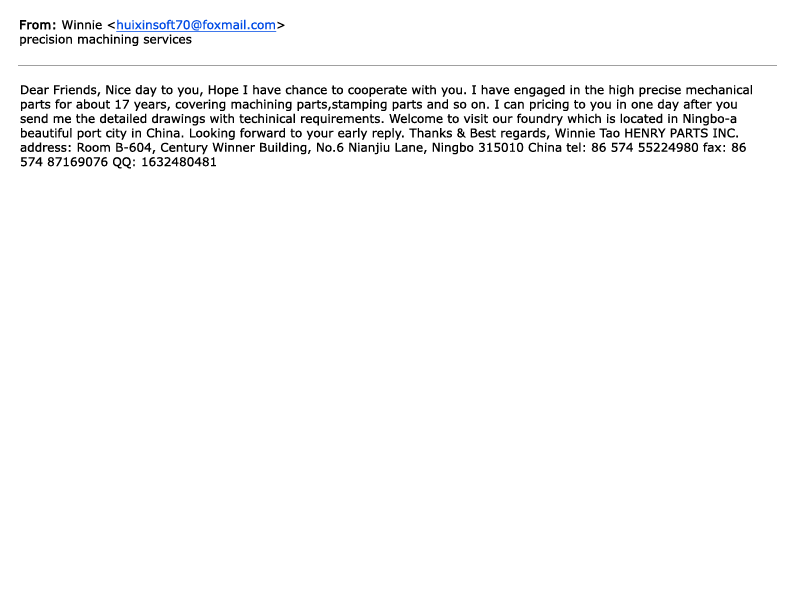 From: Winnie <huixinsoft70@foxmail.com>
precision machining services
Dear Friends, Nice day to you, Hope I have chance to cooperate with you. I have engaged in the high precise mechanical
parts for about 17 years, covering machining parts,stamping parts and so on. I can pricing to you in one day after you
send me the detailed drawings with techinical requirements. Welcome to visit our foundry which is located in Ningbo-a
beautiful port city in China. Looking forward to your early reply. Thanks & Best regards, Winnie Tao HENRY PARTS INC.
address: Room B-604, Century Winner Building, No.6 Nianjiu Lane, Ningbo 315010 China tel: 86 574 55224980 fax: 86
574 87169076 QQ: 1632480481